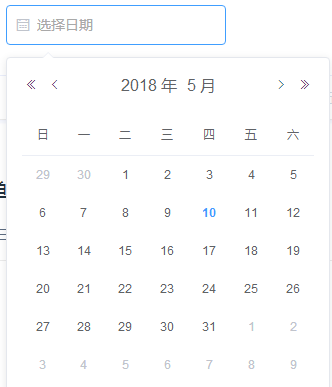 选择日期
2018 年 5 月
日 一 二 三 四 五 六
29 30 1 2 3 4 5
6 7 8 9 10 11 12
13 14 15 16 17 18 19
20 21 22 23 24 25 26
27 28 29 30 31 1 2
3 4 5 6 7 8 9